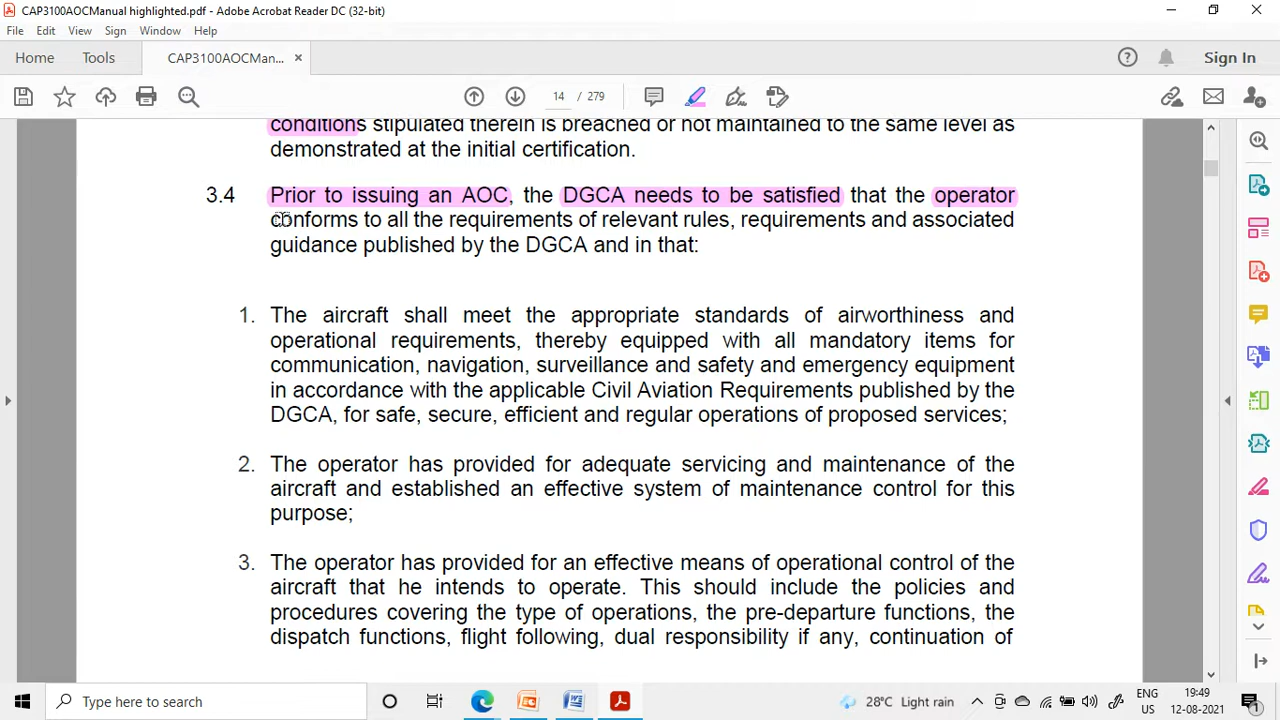 CAP3100AOCManual highlighted.pdf - Adobe Acrobat Reader DC (32-bit)
File Edit View Sign Window Help
Home Tools CAP3100AOCMan... × Sign In
14 / 279
conditions stipulated therein is breached or not maintained to the same level as
demonstrated at the initial certification.
3.4 Prior to issuing an AOC, the DGCA needs to be satisfied that the operator
conforms to all the requirements of relevant rules, requirements and associated
guidance published by the DGCA and in that:
1. The aircraft shall meet the appropriate standards of airworthiness and
operational requirements, thereby equipped with all mandatory items for
communication, navigation, surveillance and safety and emergency equipment
in accordance with the applicable Civil Aviation Requirements published by the
DGCA, for safe, secure, efficient and regular operations of proposed services;
2. The operator has provided for adequate servicing and maintenance of the
aircraft and established an effective system of maintenance control for this
purpose;
3. The operator has provided for an effective means of operational control of the
aircraft that he intends to operate. This should include the policies and
procedures covering the type of operations, the pre-departure functions, the
dispatch functions, flight following, dual responsibility if any, continuation of
Type here to search
28°C Light rain
ENG
US
19:49
12-08-2021